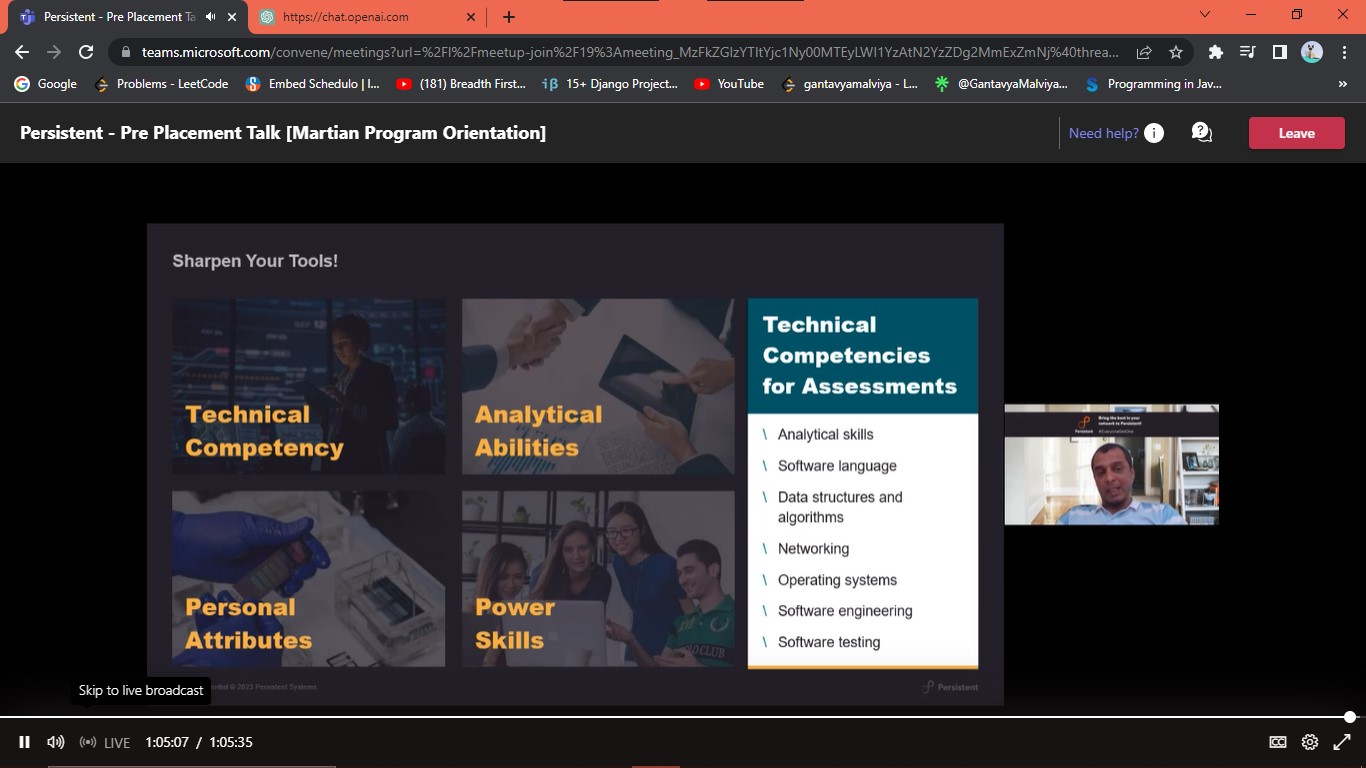 Persistent - Pre Placement Ta
https://chat.openai.com
teams.microsoft.com/convene/meetings?url=%2Fl%2Fmeetup-join%2F19%3Ameeting_MzFkZGIzYTItYjc1Ny00MTEyLWI1YzAtN2YzZDg2MmExZmNj%40threa...
Google
Problems - LeetCode
Embed Schedulo | I...
(181) Breadth First...
15+ Django Project...
YouTube
gantavyamalviya - L...
@GantavyaMalviya...
Programming in Jav...
»
Persistent - Pre Placement Talk [Martian Program Orientation]
Need help?
Leave
Sharpen Your Tools!
Technical
Competency
Analytical
Abilities
Personal
Attributes
Power
Skills
POLO CLUB
Technical
Competencies
for Assessments
\ Analytical skills
\ Software language
\ Data structures and
algorithms
\ Networking
\ Operating systems
\ Software engineering
\ Software testing
Persistent
Bring the best in your
network to Persistent!
© 2023 Persistent Systems
Persistent
Skip to live broadcast
LIVE
1:05:07 / 1:05:35
CC